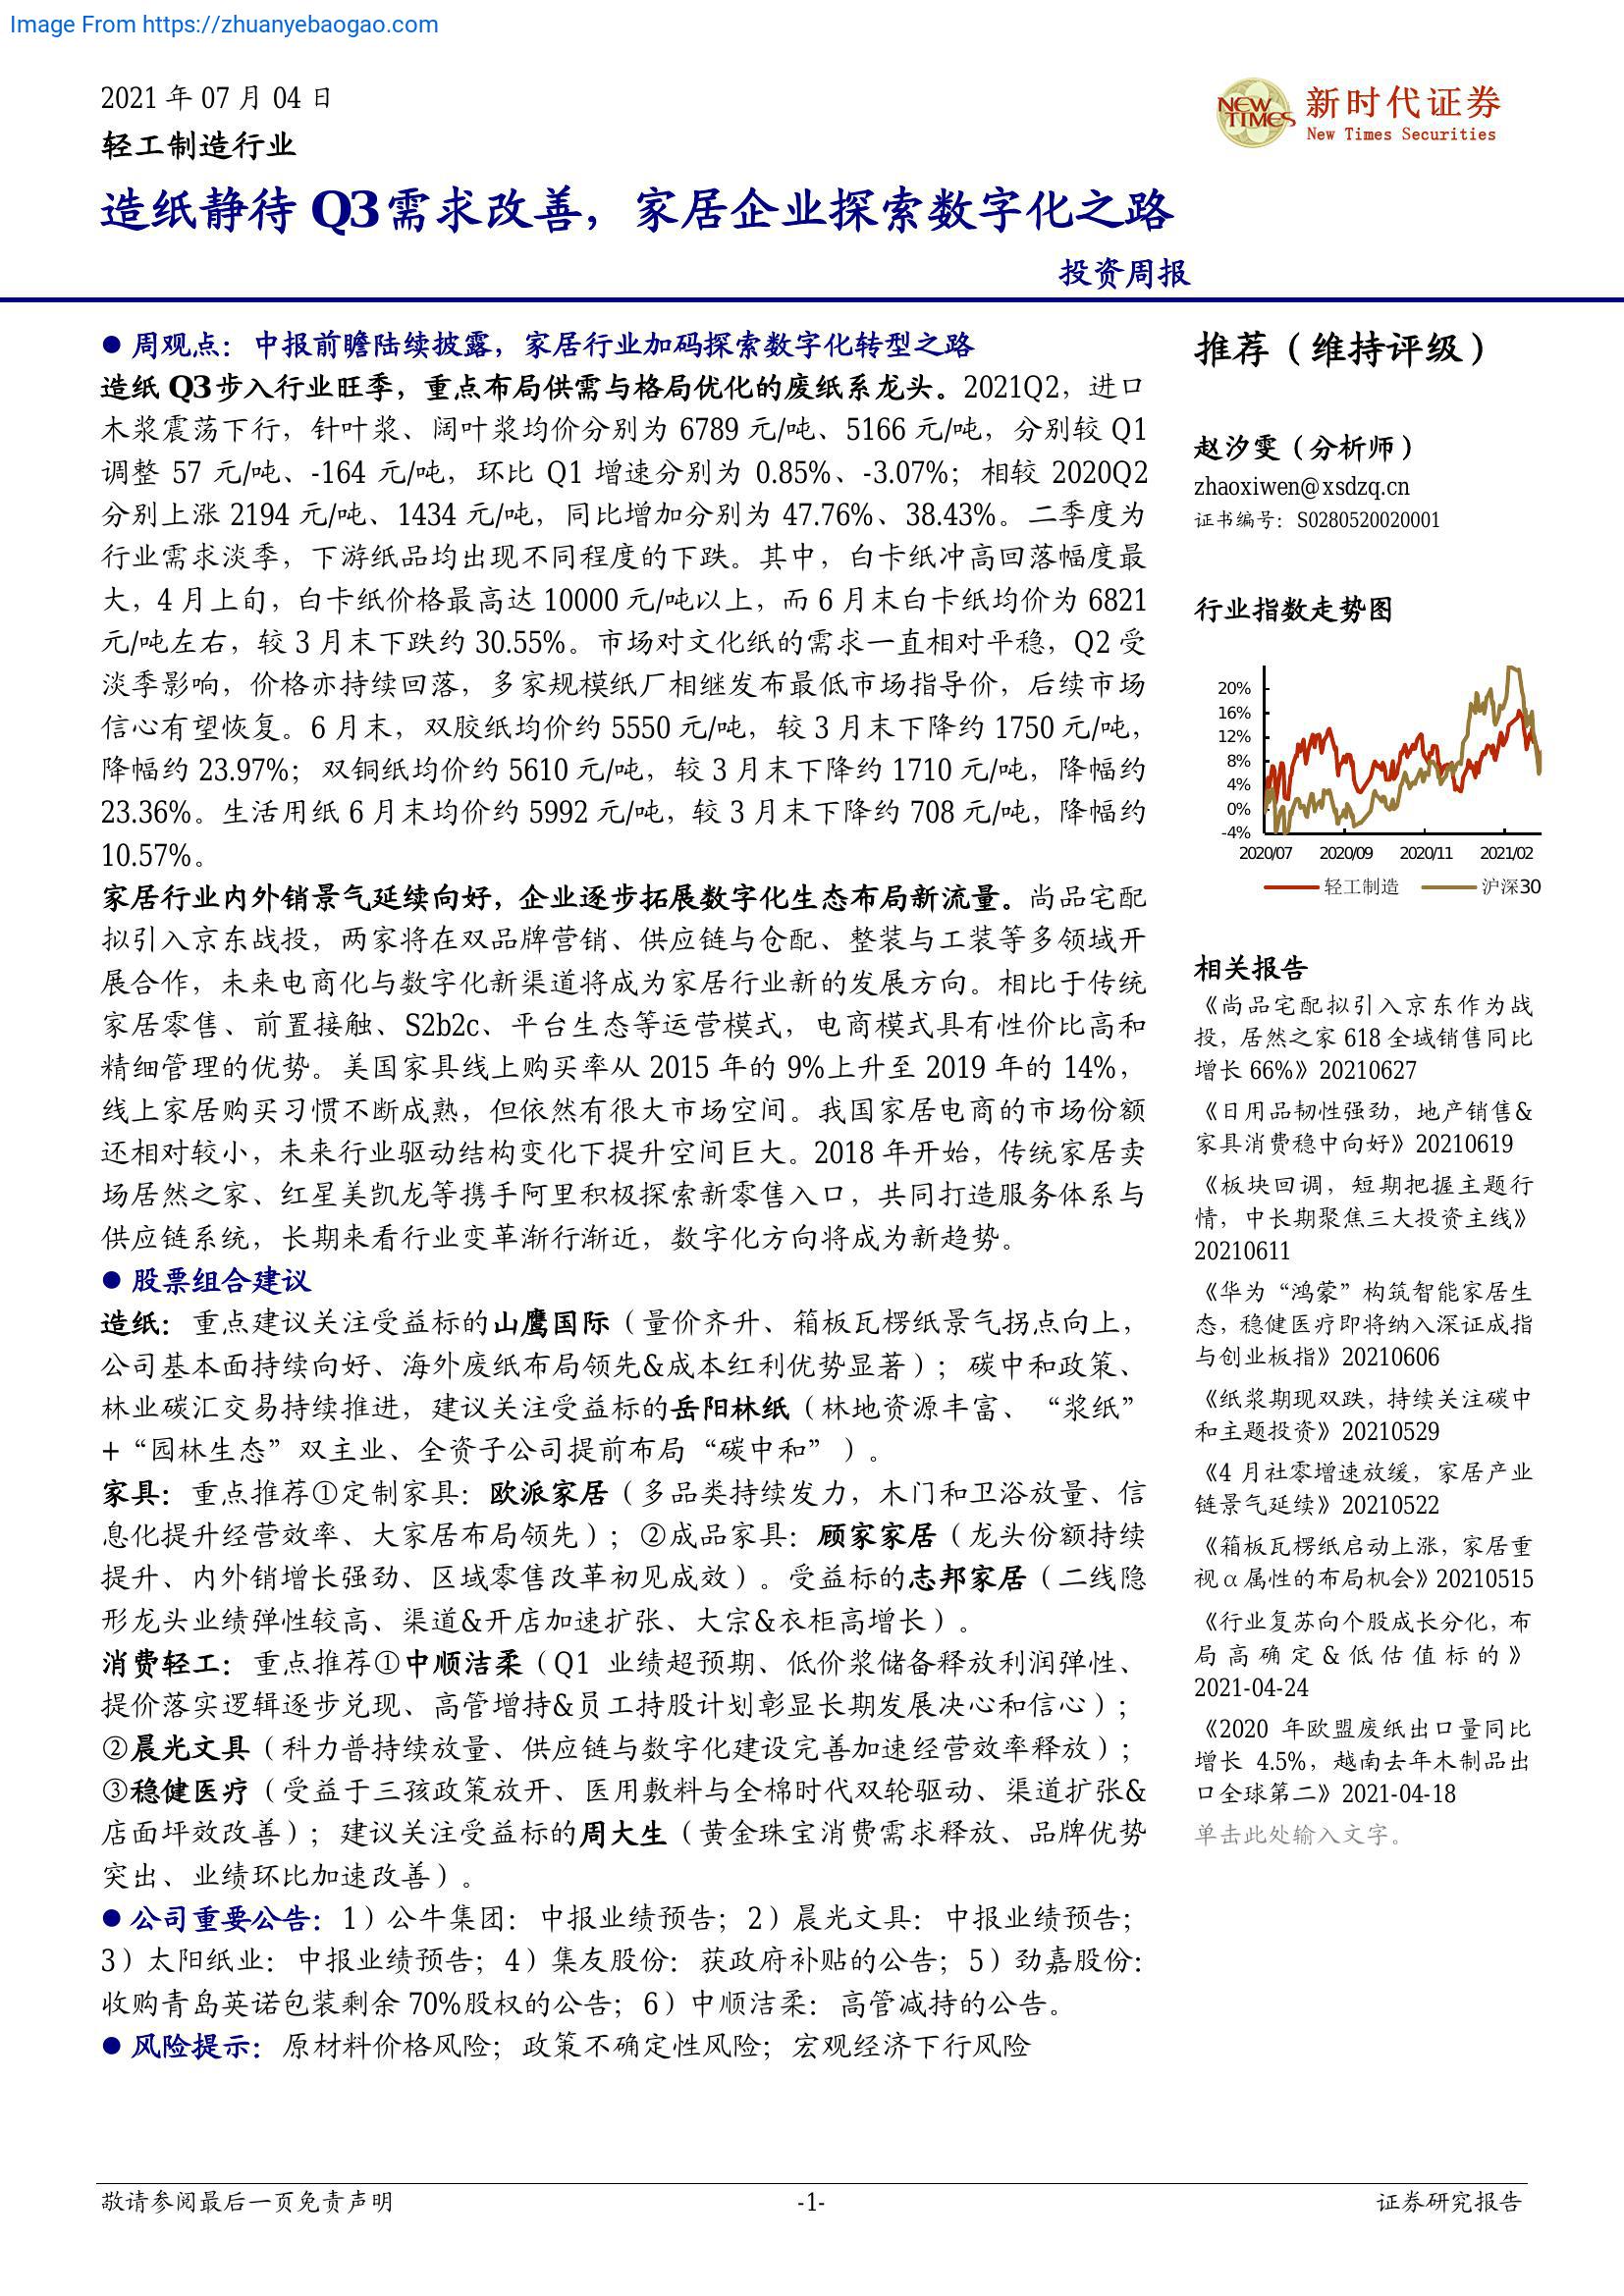 Image From https://zhuanyebaogao.com
2021 年 07 月 04 日
NEW TIMES
新时代证券
New Times Securities
轻工制造行业
造纸静待 Q3 需求改善，家居企业探索数字化之路
投资周报
● 周观点：中报前瞻陆续披露，家居行业加码探索数字化转型之路
造纸 Q3 步入行业旺季，重点布局供需与格局优化的废纸系龙头。2021Q2，进口
木浆震荡下行，针叶浆、阔叶浆均价分别为 6789 元/吨、5166 元/吨，分别较 Q1
调整 57 元/吨、-164 元/吨，环比 Q1 增速分别为 0.85%、-3.07%；相较 2020Q2
分别上涨 2194 元/吨、1434 元/吨，同比增加分别为 47.76%、38.43%。二季度为
行业需求淡季，下游纸品均出现不同程度的下跌。其中，白卡纸冲高回落幅度最
大，4 月上旬，白卡纸价格最高达 10000 元/吨以上，而 6 月末白卡纸均价为 6821
元/吨左右，较 3 月末下跌约 30.55%。市场对文化纸的需求一直相对平稳，Q2 受
淡季影响，价格亦持续回落，多家规模纸厂相继发布最低市场指导价，后续市场
信心有望恢复。6 月末，双胶纸均价约 5550 元/吨，较 3 月末下降约 1750 元/吨，
降幅约 23.97%；双铜纸均价约 5610 元/吨，较 3 月末下降约 1710 元/吨，降幅约
23.36%。生活用纸 6 月末均价约 5992 元/吨，较 3 月末下降约 708 元/吨，降幅约
10.57%。
家居行业内外销景气延续向好，企业逐步拓展数字化生态布局新流量。尚品宅配
拟引入京东战投，两家将在双品牌营销、供应链与仓配、整装与工装等多领域开
展合作，未来电商化与数字化新渠道将成为家居行业新的发展方向。相比于传统
家居零售、前置接触、S2b2c、平台生态等运营模式，电商模式具有性价比高和
精细管理的优势。美国家具线上购买率从 2015 年的 9%上升至 2019 年的 14%，
线上家居购买习惯不断成熟，但依然有很大市场空间。我国家居电商的市场份额
还相对较小，未来行业驱动结构变化下提升空间巨大。2018 年开始，传统家居卖
场居然之家、红星美凯龙等携手阿里积极探索新零售入口，共同打造服务体系与
供应链系统，长期来看行业变革渐行渐近，数字化方向将成为新趋势。
● 股票组合建议
造纸：重点建议关注受益标的山鹰国际（量价齐升、箱板瓦楞纸景气拐点向上，
公司基本面持续向好、海外废纸布局领先&成本红利优势显著）；碳中和政策、
林业碳汇交易持续推进，建议关注受益标的岳阳林纸（林地资源丰富、“浆纸”
+“园林生态”双主业、全资子公司提前布局“碳中和”）。
家具：重点推荐①定制家具：欧派家居（多品类持续发力，木门和卫浴放量、信
息化提升经营效率、大家居布局领先）；②成品家具：顾家家居（龙头份额持续
提升、内外销增长强劲、区域零售改革初见成效）。受益标的志邦家居（二线隐
形龙头业绩弹性较高、渠道&开店加速扩张、大宗&衣柜高增长）。
消费轻工：重点推荐①中顺洁柔（Q1 业绩超预期、低价浆储备释放利润弹性、
提价落实逻辑逐步兑现、高管增持&员工持股计划彰显长期发展决心和信心）；
②晨光文具（科力普持续放量、供应链与数字化建设完善加速经营效率释放）；
③稳健医疗（受益于三孩政策放开、医用敷料与全棉时代双轮驱动、渠道扩张&
店面坪效改善）；建议关注受益标的周大生（黄金珠宝消费需求释放、品牌优势
突出、业绩环比加速改善）。
● 公司重要公告：1）公牛集团：中报业绩预告；2）晨光文具：中报业绩预告；
3）太阳纸业：中报业绩预告；4）集友股份：获政府补贴的公告；5）劲嘉股份：
收购青岛英诺包装剩余 70%股权的公告；6）中顺洁柔：高管减持的公告。
● 风险提示：原材料价格风险；政策不确定性风险；宏观经济下行风险
推荐（维持评级）
赵汐雯（分析师）
zhaoxiwen@xsdzq.cn
证书编号：S0280520020001
行业指数走势图
20%
16%
12%
8%
4%
0%
-4%
2020/07 2020/09 2020/11 2021/02
轻工制造 沪深30
相关报告
《尚品宅配拟引入京东作为战
投，居然之家 618 全域销售同比
增长 66%》20210627
《日用品韧性强劲，地产销售&
家具消费稳中向好》20210619
《板块回调，短期把握主题行
情，中长期聚焦三大投资主线》
20210611
《华为“鸿蒙”构筑智能家居生
态，稳健医疗即将纳入深证成指
与创业板指》20210606
《纸浆期现双跌，持续关注碳中
和主题投资》20210529
《4 月社零增速放缓，家居产业
链景气延续》20210522
《箱板瓦楞纸启动上涨，家居重
视α属性的布局机会》20210515
《行业复苏向个股成长分化，布
局高确定&低估值标的》
2021-04-24
《2020 年欧盟废纸出口量同比
增长 4.5%，越南去年木制品出
口全球第二》2021-04-18
单击此处输入文字。
敬请参阅最后一页免责声明
-1-
证券研究报告